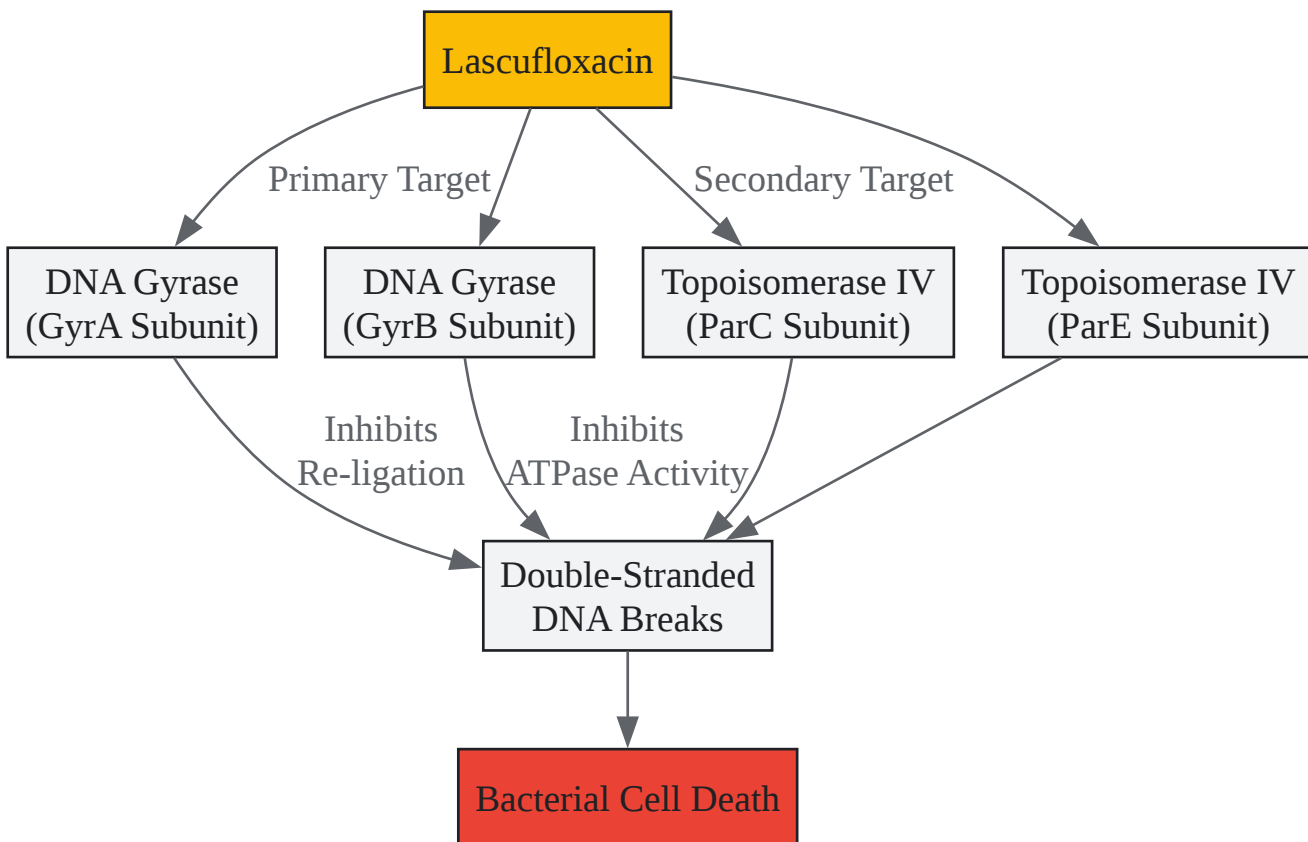 Lascufloxacin
Primary Target
Secondary Target
DNA Gyrase
(GyrA Subunit)
DNA Gyrase
(GyrB Subunit)
Topoisomerase IV
(ParC Subunit)
Topoisomerase IV
(ParE Subunit)
Inhibits
Re-ligation
Inhibits
ATPase Activity
Double-Stranded
DNA Breaks
Bacterial Cell Death